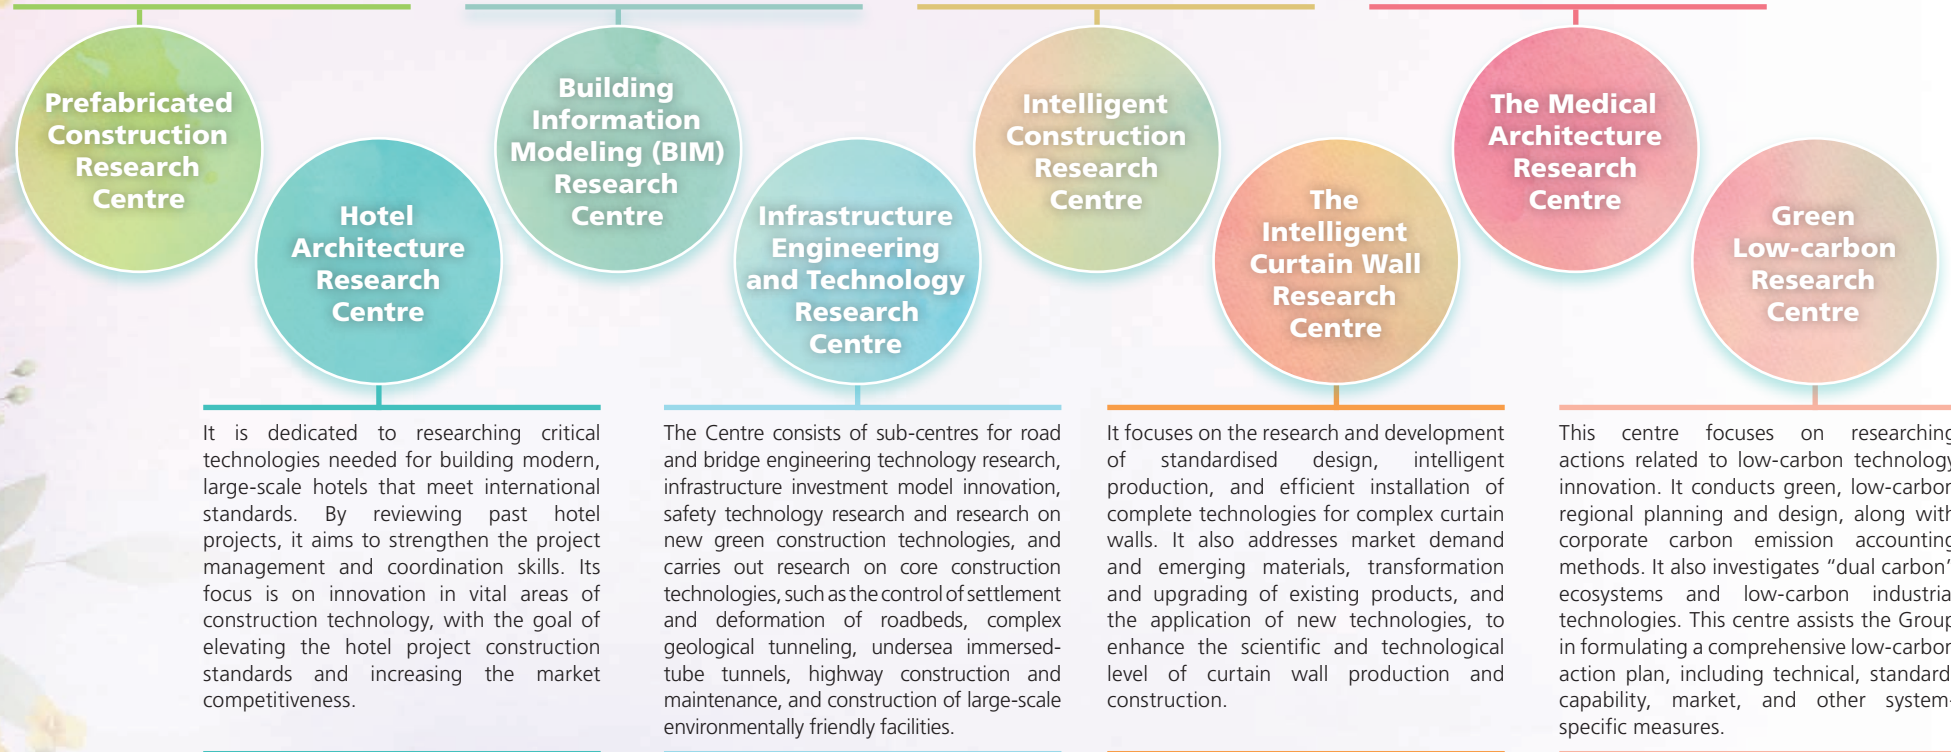 Prefabricated
Construction
Research
Centre
Hotel
Architecture
Research
Centre
Building
Information
Modeling (BIM)
Research
Centre
Infrastructure
Engineering
and Technology
Research
Centre
Intelligent
Construction
Research
Centre
The
Intelligent
Curtain Wall
Research
Centre
The Medical
Architecture
Research
Centre
Green
Low-carbon
Research
Centre
It is dedicated to researching critical
technologies needed for building modern,
large-scale hotels that meet international
standards. By reviewing past hotel
projects, it aims to strengthen the project
management and coordination skills. Its
focus is on innovation in vital areas of
construction technology, with the goal of
elevating the hotel project construction
standards and increasing the market
competitiveness.
The Centre consists of sub-centres for road
and bridge engineering technology research,
infrastructure investment model innovation,
safety technology research and research on
new green construction technologies, and
carries out research on core construction
technologies, such as the control of settlement
and deformation of roadbeds, complex
geological tunneling, undersea immersed-
tube tunnels, highway construction and
maintenance, and construction of large-scale
environmentally friendly facilities.
It focuses on the research and development
of standardised design, intelligent
production, and efficient installation of
complete technologies for complex curtain
walls. It also addresses market demand
and emerging materials, transformation
and upgrading of existing products, and
the application of new technologies, to
enhance the scientific and technological
level of curtain wall production and
construction.
This centre focuses on researching
actions related to low-carbon technology
innovation. It conducts green, low-carbon
regional planning and design, along with
corporate carbon emission accounting
methods. It also investigates “dual carbon”
ecosystems and low-carbon industrial
technologies. This centre assists the Group
in formulating a comprehensive low-carbon
action plan, including technical, standard,
capability, market, and other system-
specific measures.